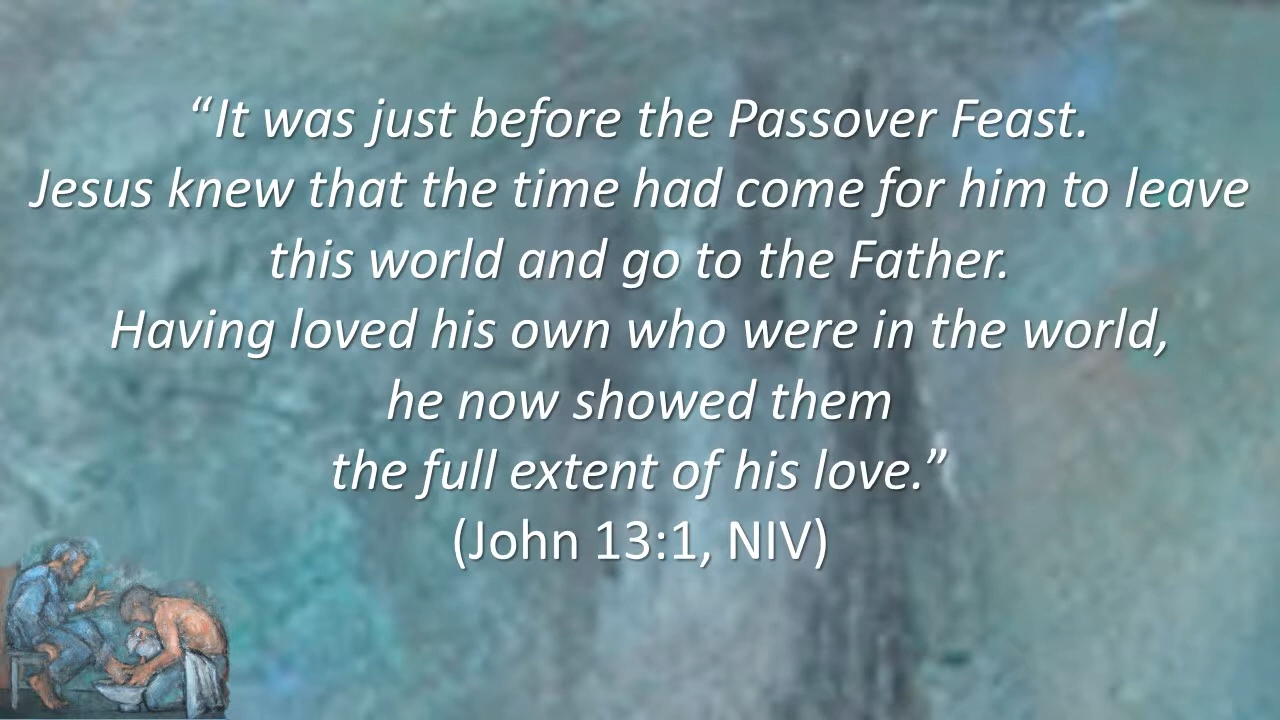 “It was just before the Passover Feast.
Jesus knew that the time had come for him to leave
this world and go to the Father.
Having loved his own who were in the world,
he now showed them
the full extent of his love.”
(John 13:1, NIV)